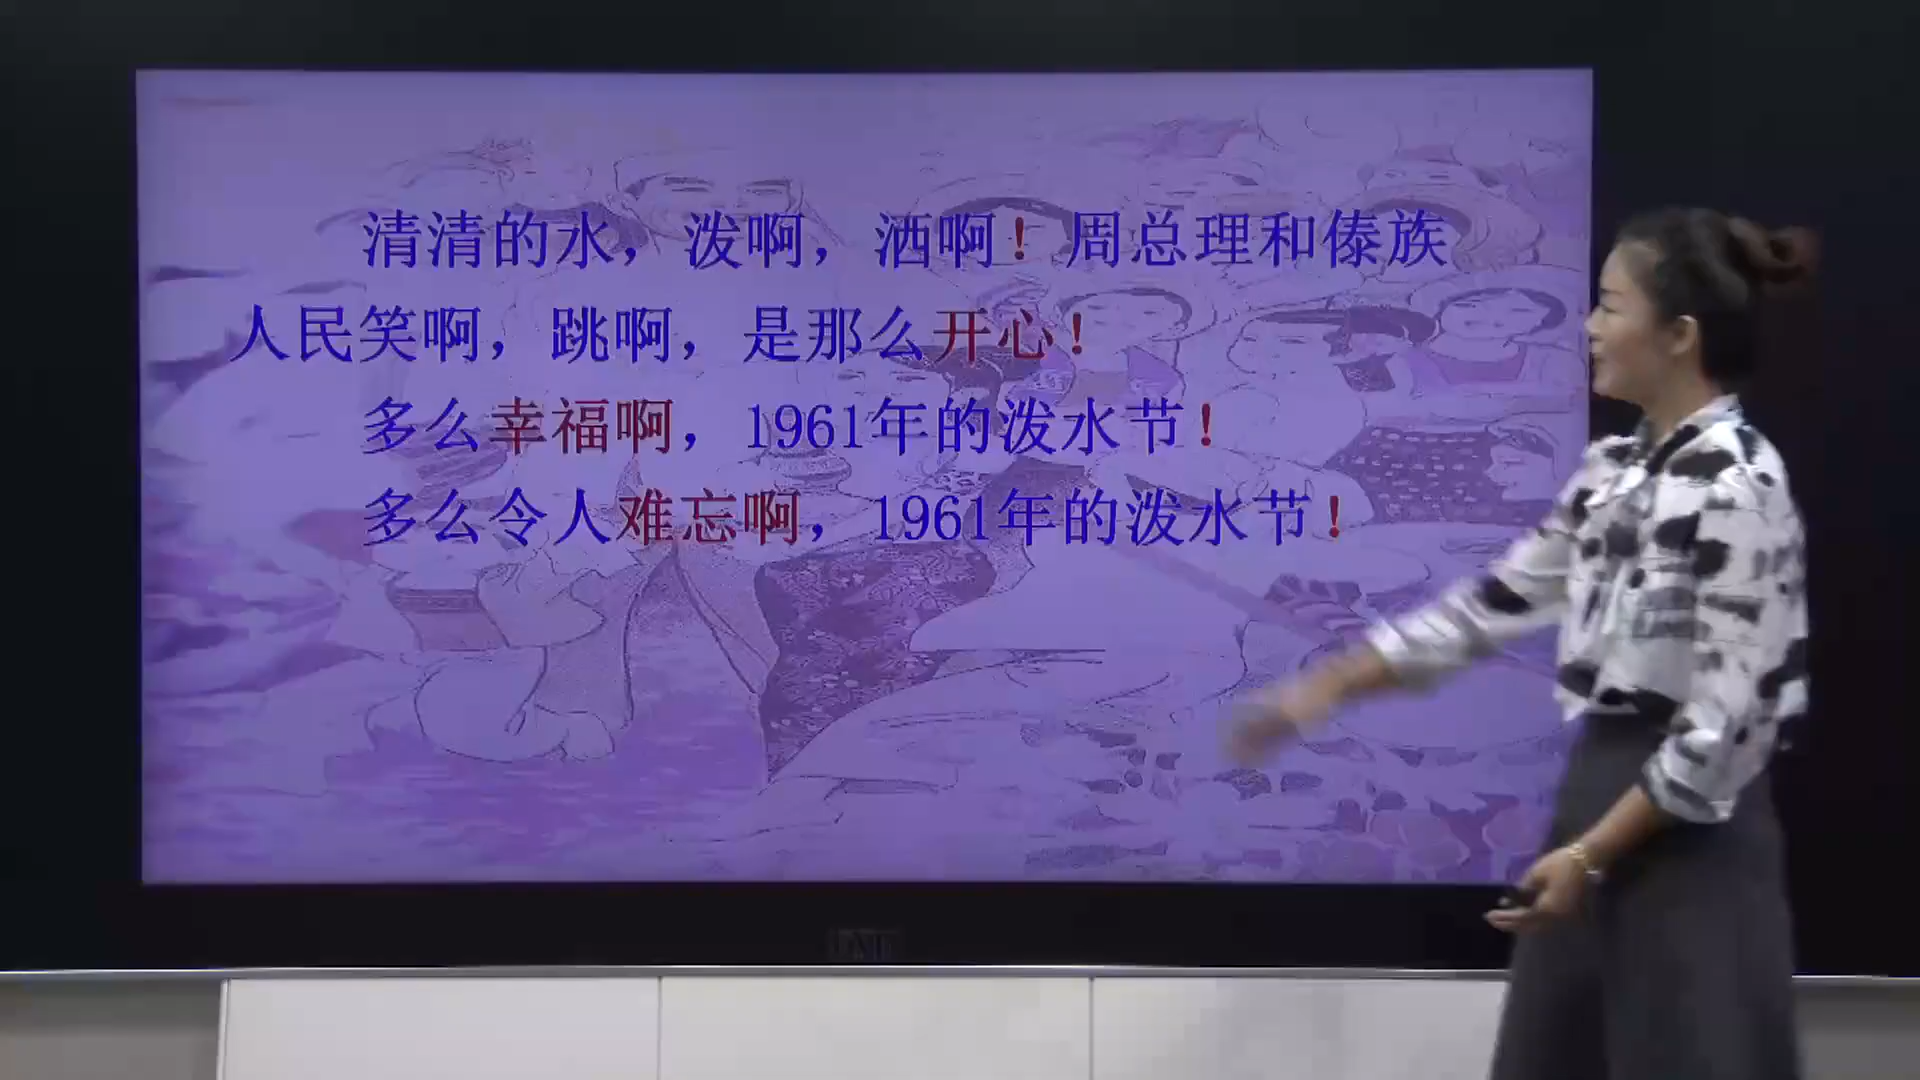 清清的水，泼啊，洒啊！周总理和傣族
人民笑啊，跳啊，是那么开心！
多么幸福啊，1961年的泼水节！
多么令人难忘啊，1961年的泼水节！